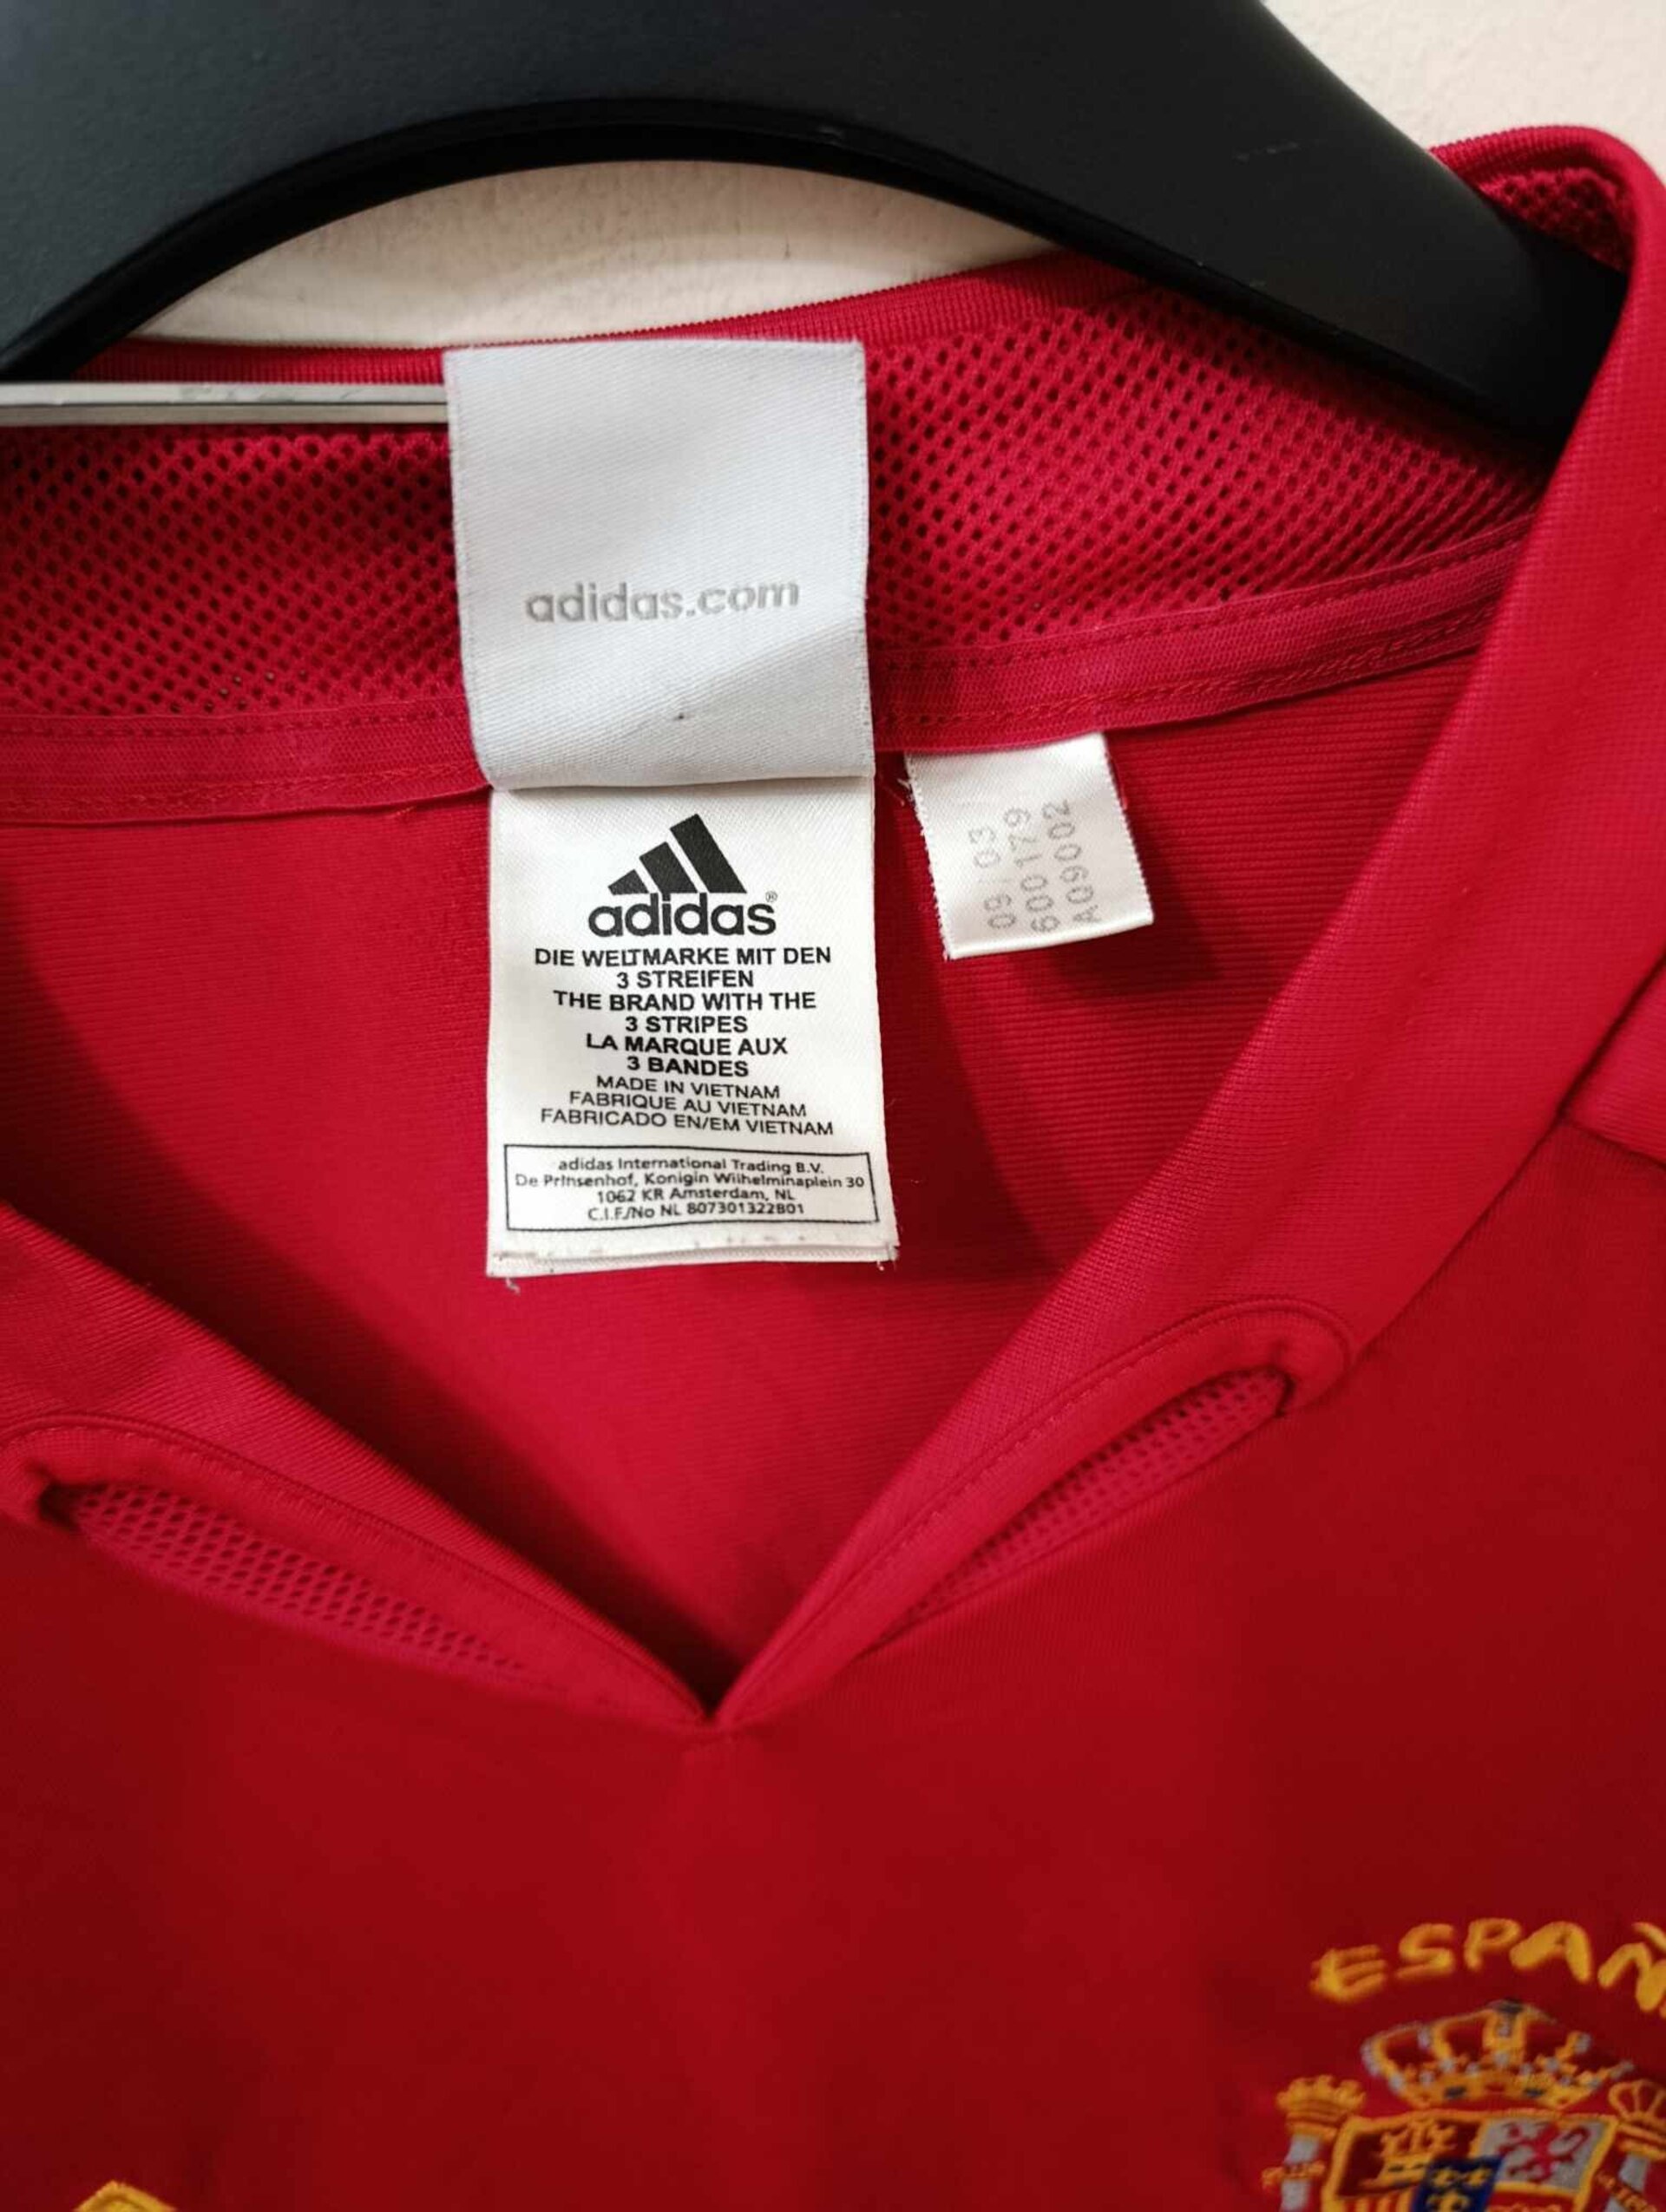 adidas.com
adidas®
DIE WELTMARKE MIT DEN
3 STREIFEN
THE BRAND WITH THE
3 STRIPES
LA MARQUE AUX
3 BANDES
MADE IN VIETNAM
FABRIQUE AU VIETNAM
FABRICADO EN/EM VIETNAM
adidas International Trading B.V.
De Prinsenhof, Konigin Wilhelminaplein 30
1062 KR Amsterdam, NL
C.I.F./No NL 807301322B01
09/03
600179
A09002
ESPAÑ